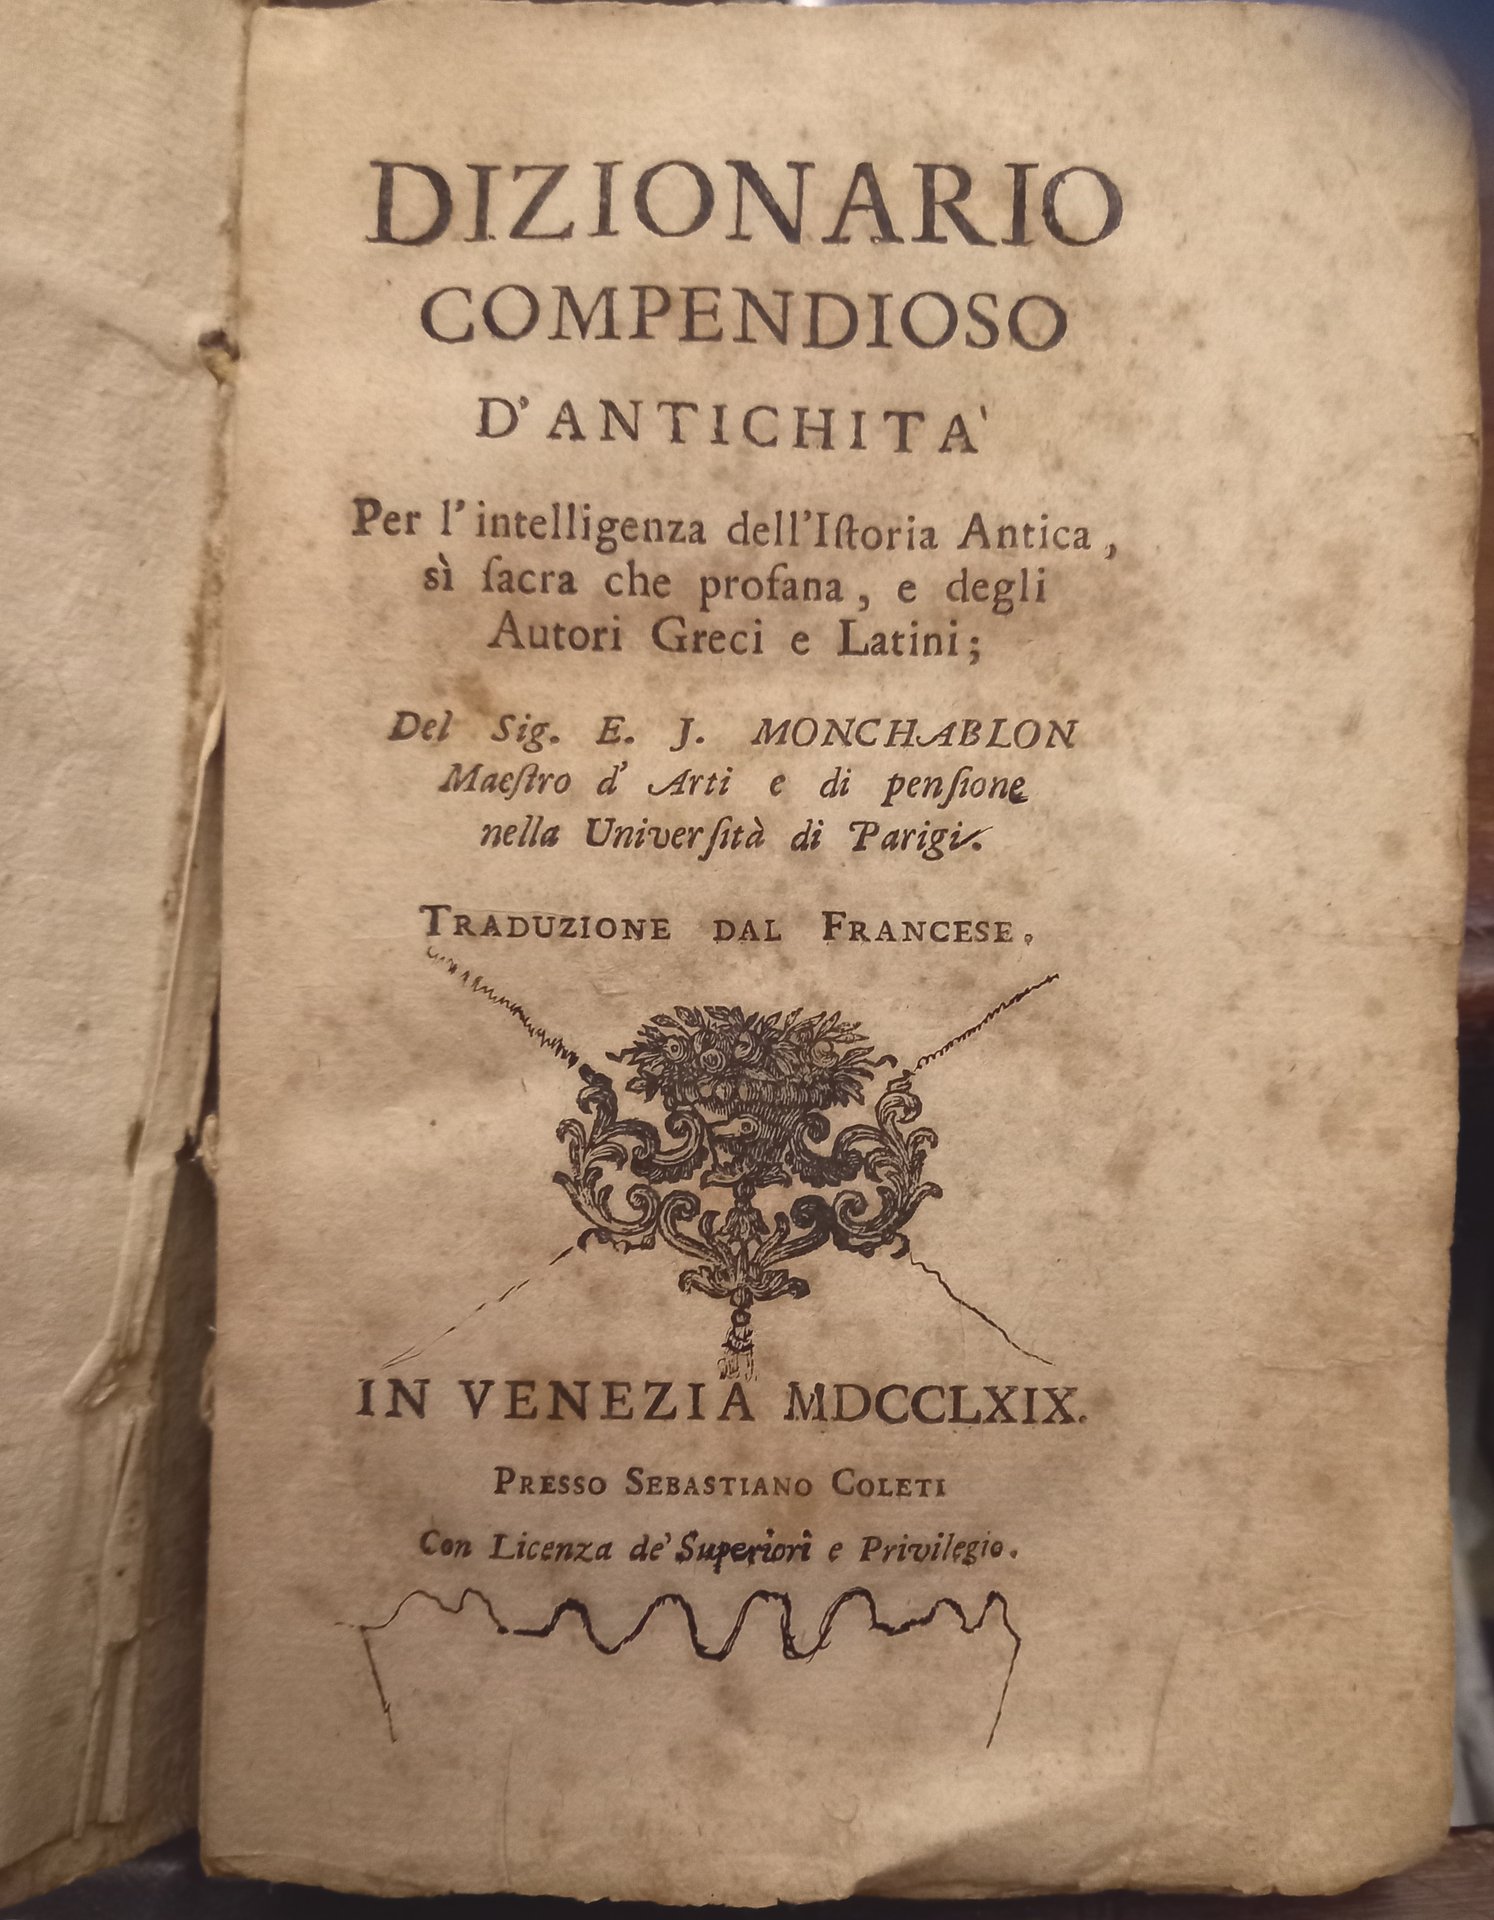 DIZIONARIO
COMPENDIOSO
D'ANTICHITA'
Per l'intelligenza dell'Iſtoria Antica,
sì ſacra che profana, e degli
Autori Greci e Latini;
Del Sig. E. J. MONCHABLON
Maeſtro d'Arti e di penſione
nella Univerſità di Parigi.
TRADUZIONE DAL FRANCESE.
IN VENEZIA MDCCLXIX.
PRESSO SEBASTIANO COLETI
Con Licenza de' Superiori e Privilegio.